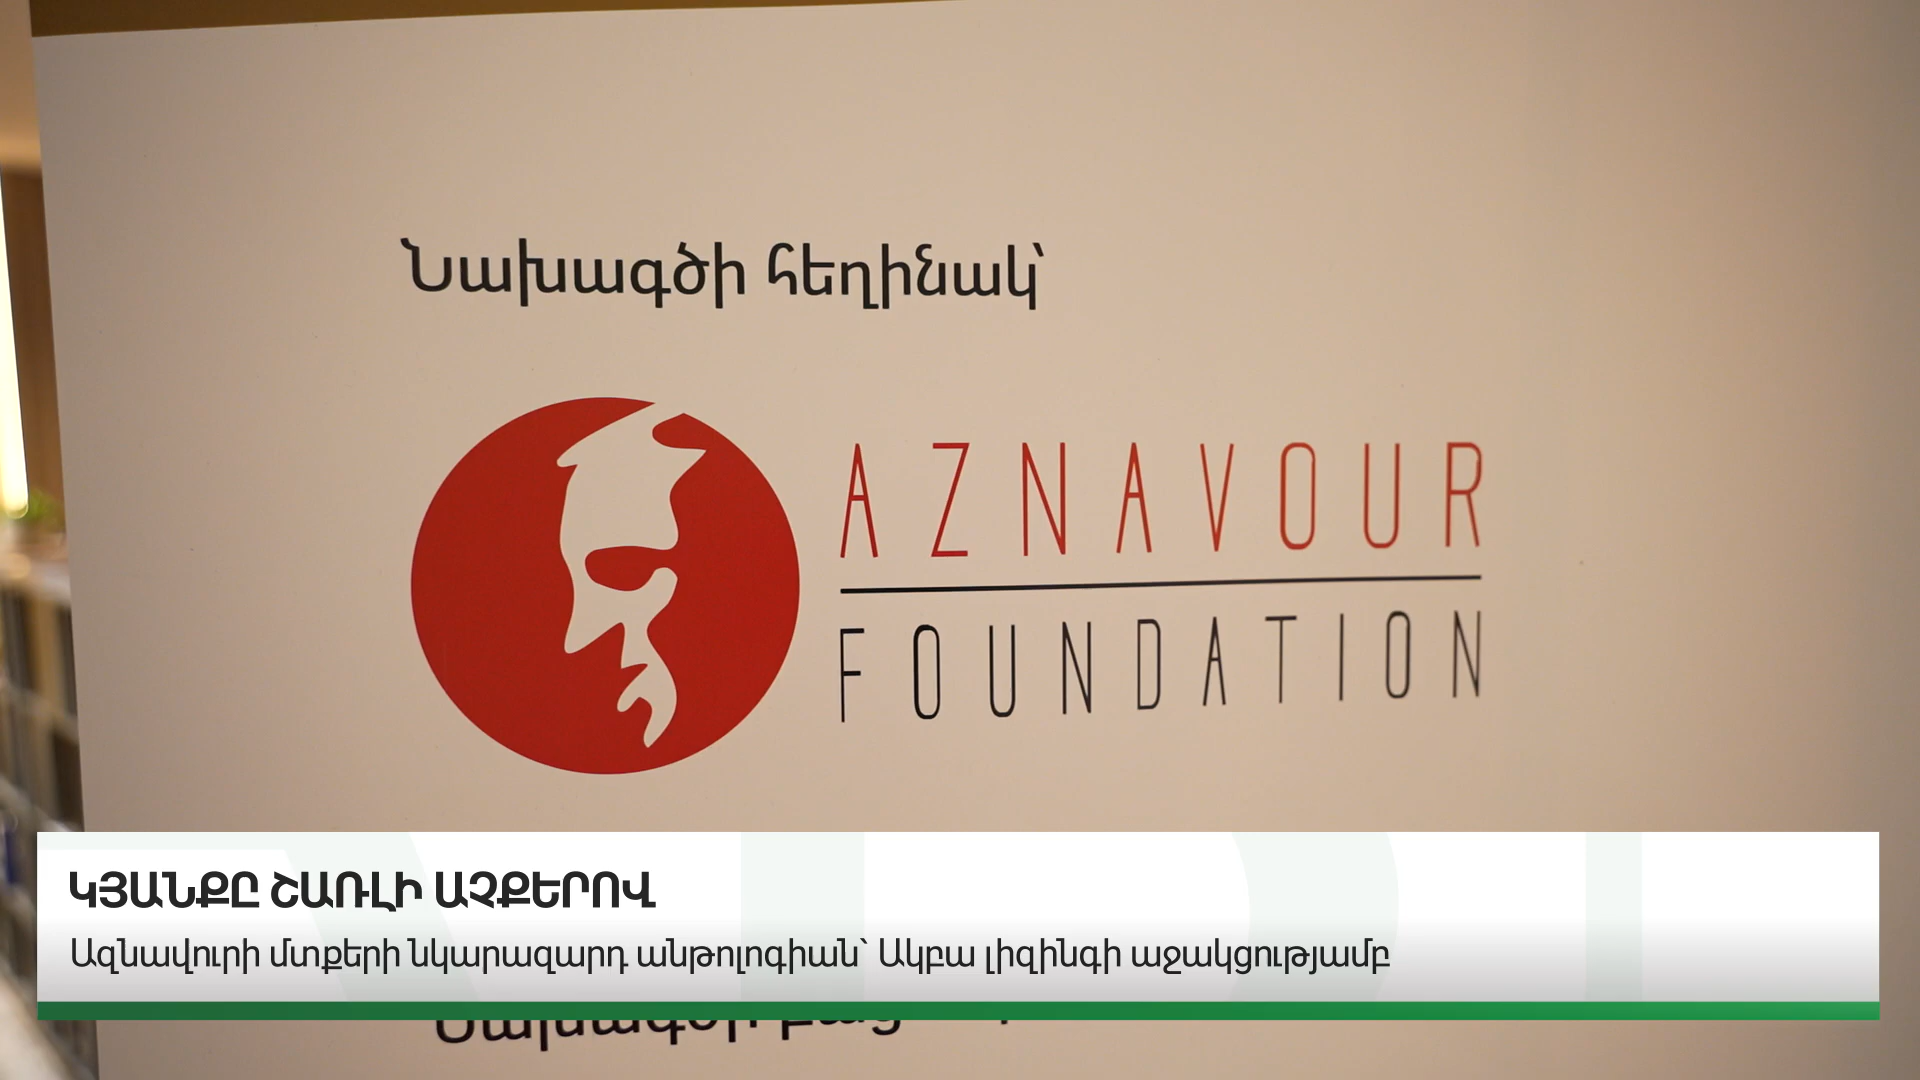 Նախագծի հեղինակ՝
AZNAVOUR
FOUNDATION
ԿՅԱՆՔԸ ՇԱՌԼԻ ԱՉՔԵՐՈՎ
Ազնավուրի մտքերի նկարազարդ անթոլոգիան՝ Ակբա լիզինգի աջակցությամբ